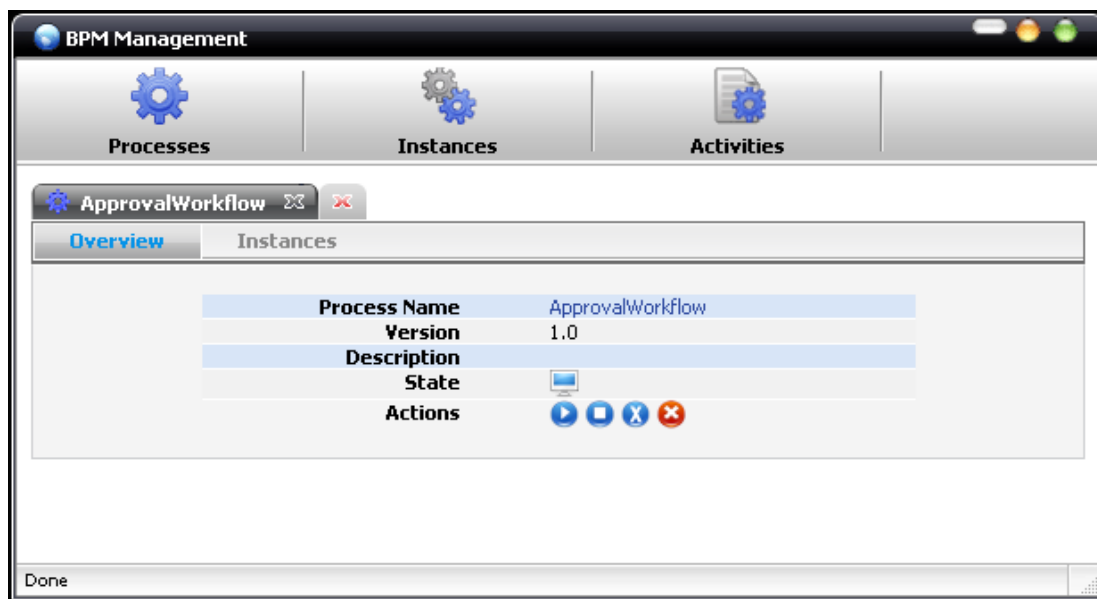 BPM Management
Processes Instances Activities
ApprovalWorkflow
Overview Instances
Process Name ApprovalWorkflow
Version 1.0
Description
State
Actions
Done